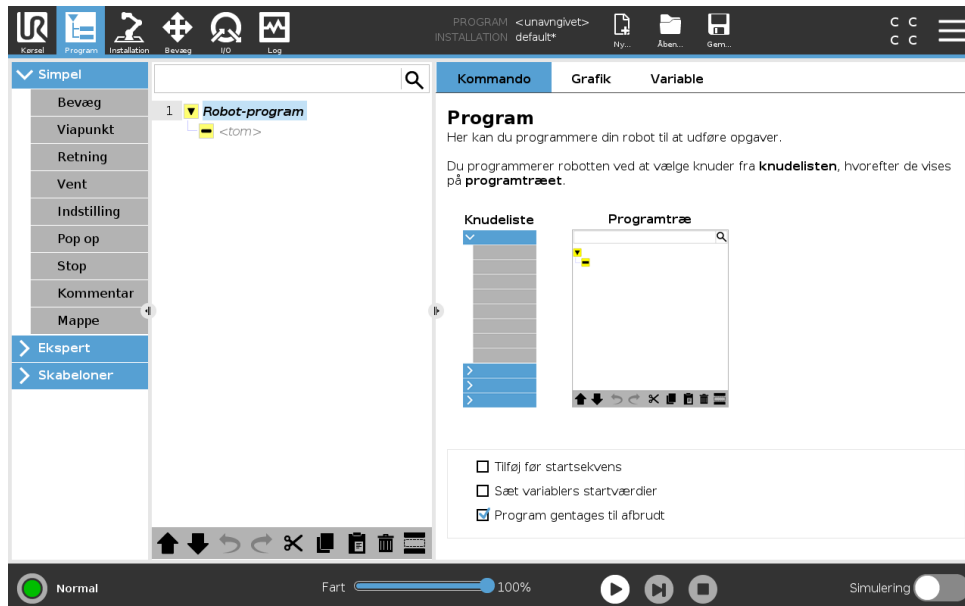 PROGRAM <unavngivet>
INSTALLATION default*
Kørsel Program Installation Bevæg I/O Log Ny... Åben... Gem...
C C
C C
Simpel
Bevæg
Viapunkt
Retning
Vent
Indstilling
Pop op
Stop
Kommentar
Mappe
Ekspert
Skabeloner
1 Robot-program
<tom>
Kommando Grafik Variable
Program
Her kan du programmere din robot til at udføre opgaver.
Du programmerer robotten ved at vælge knuder fra knudelisten, hvorefter de vises
på programtræet.
Knudeliste Programtræ
Tilføj før startsekvens
Sæt variablers startværdier
Program gentages til afbrudt
Normal Fart 100% Simulering